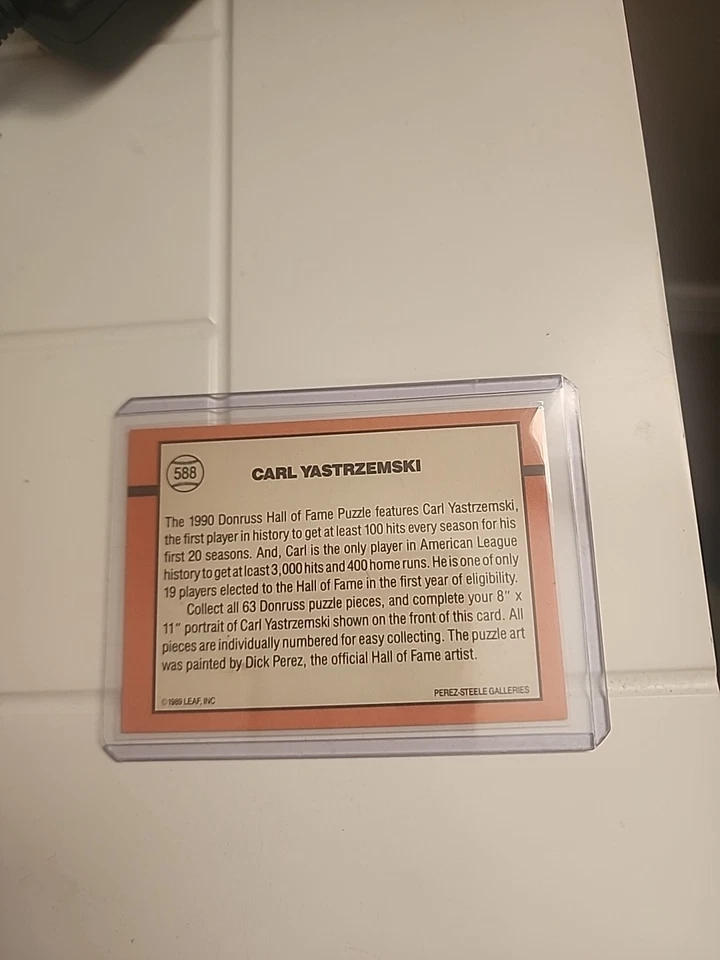 588
CARL YASTRZEMSKI
The 1990 Donruss Hall of Fame Puzzle features Carl Yastrzemski,
the first player in history to get at least 100 hits every season for his
first 20 seasons. And, Carl is the only player in American League
history to get at least 3,000 hits and 400 home runs. He is one of only
19 players elected to the Hall of Fame in the first year of eligibility.
Collect all 63 Donruss puzzle pieces, and complete your 8" x
11" portrait of Carl Yastrzemski shown on the front of this card. All
pieces are individually numbered for easy collecting. The puzzle art
was painted by Dick Perez, the official Hall of Fame artist.
©1989 LEAF, INC
PEREZ-STEELE GALLERIES